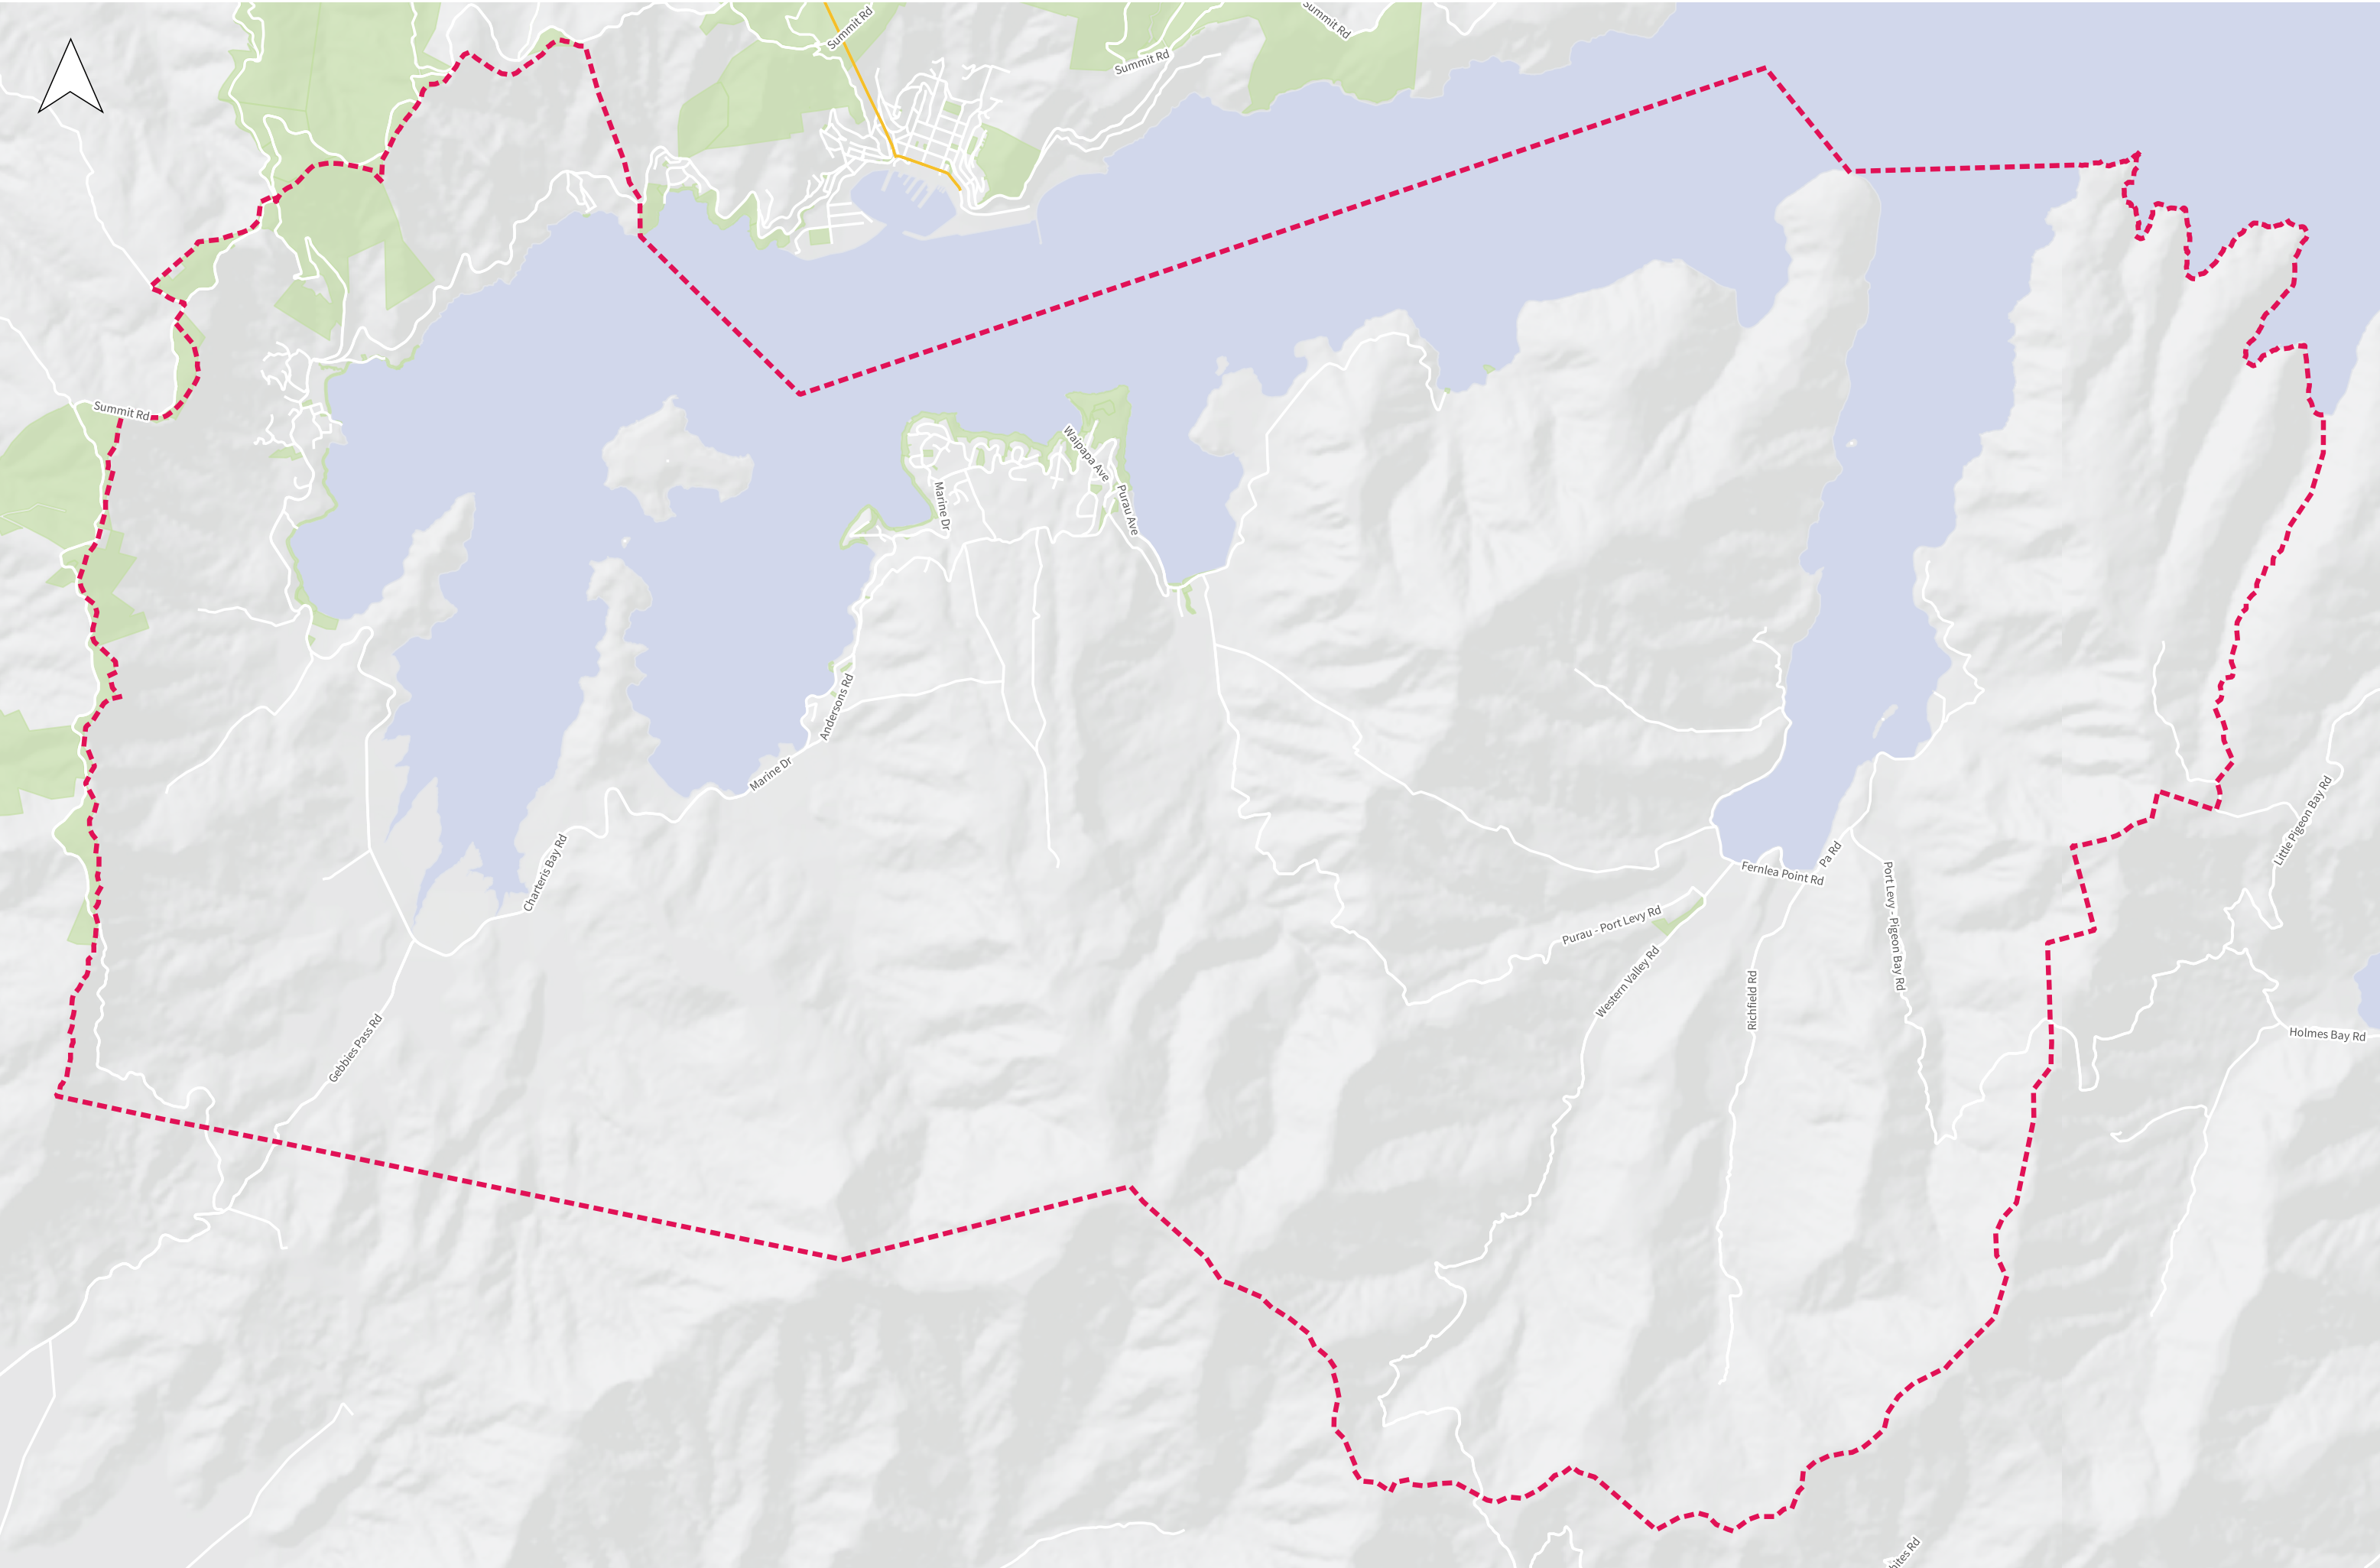 Summit Rd
Summit Rd
Summit Rd
Summit Rd
Waipapa Ave
Marine Dr
Purau Ave
Andersons Rd
Marine Dr
Little Pigeon Bay Rd
Charteris Bay Rd
Pa Rd
Fernlea Point Rd
Port Levy - Pigeon Bay Rd
Purau - Port Levy Rd
Western Valley Rd
Richfield Rd
Holmes Bay Rd
Gebbies Pass Rd
hites Rd